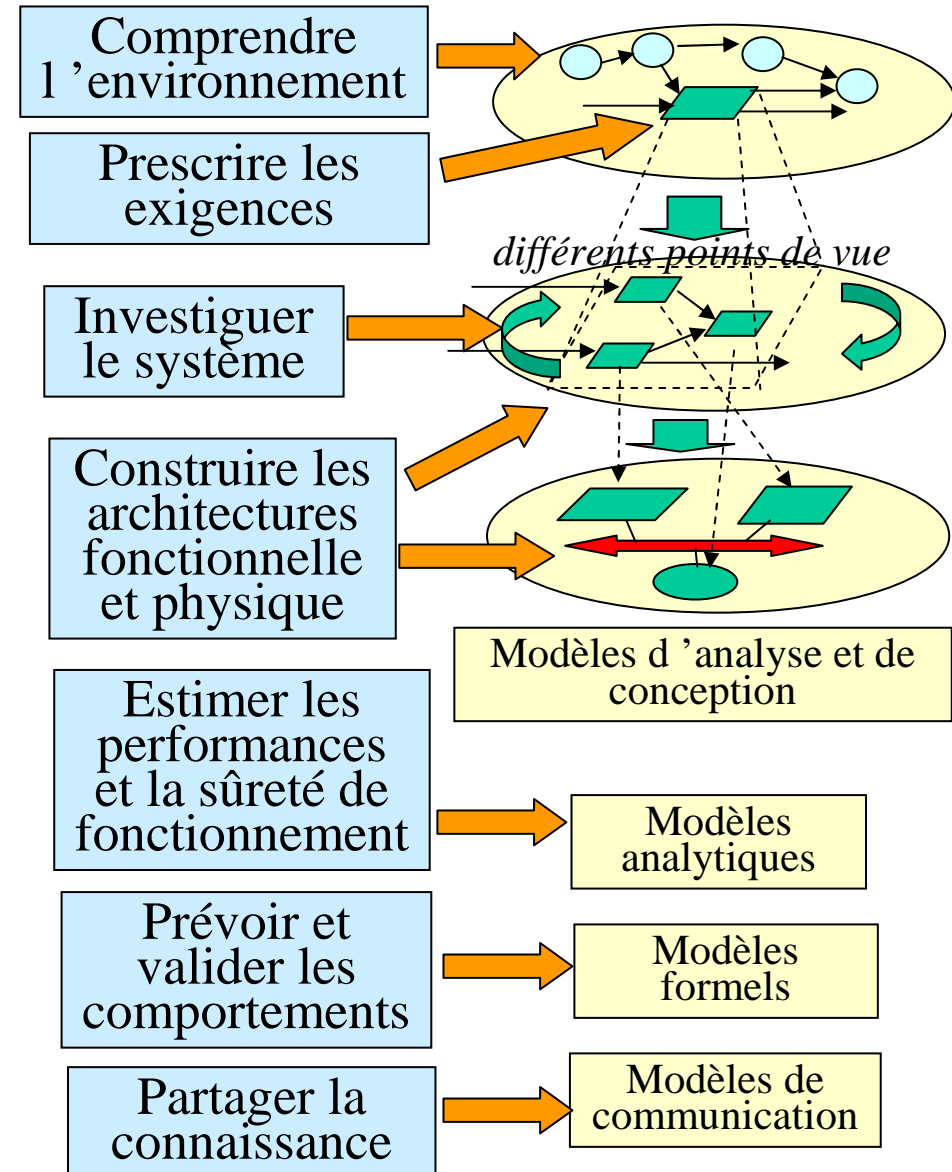 Comprendre
l ’environnement
Prescrire les
exigences
différents points de vue
Investiguer
le système
Construire les
architectures
fonctionnelle
et physique
Modèles d ’analyse et de
conception
Estimer les
performances
et la sûreté de
fonctionnement
Modèles
analytiques
Prévoir et
valider les
comportements
Modèles
formels
Partager la
connaissance
Modèles de
communication